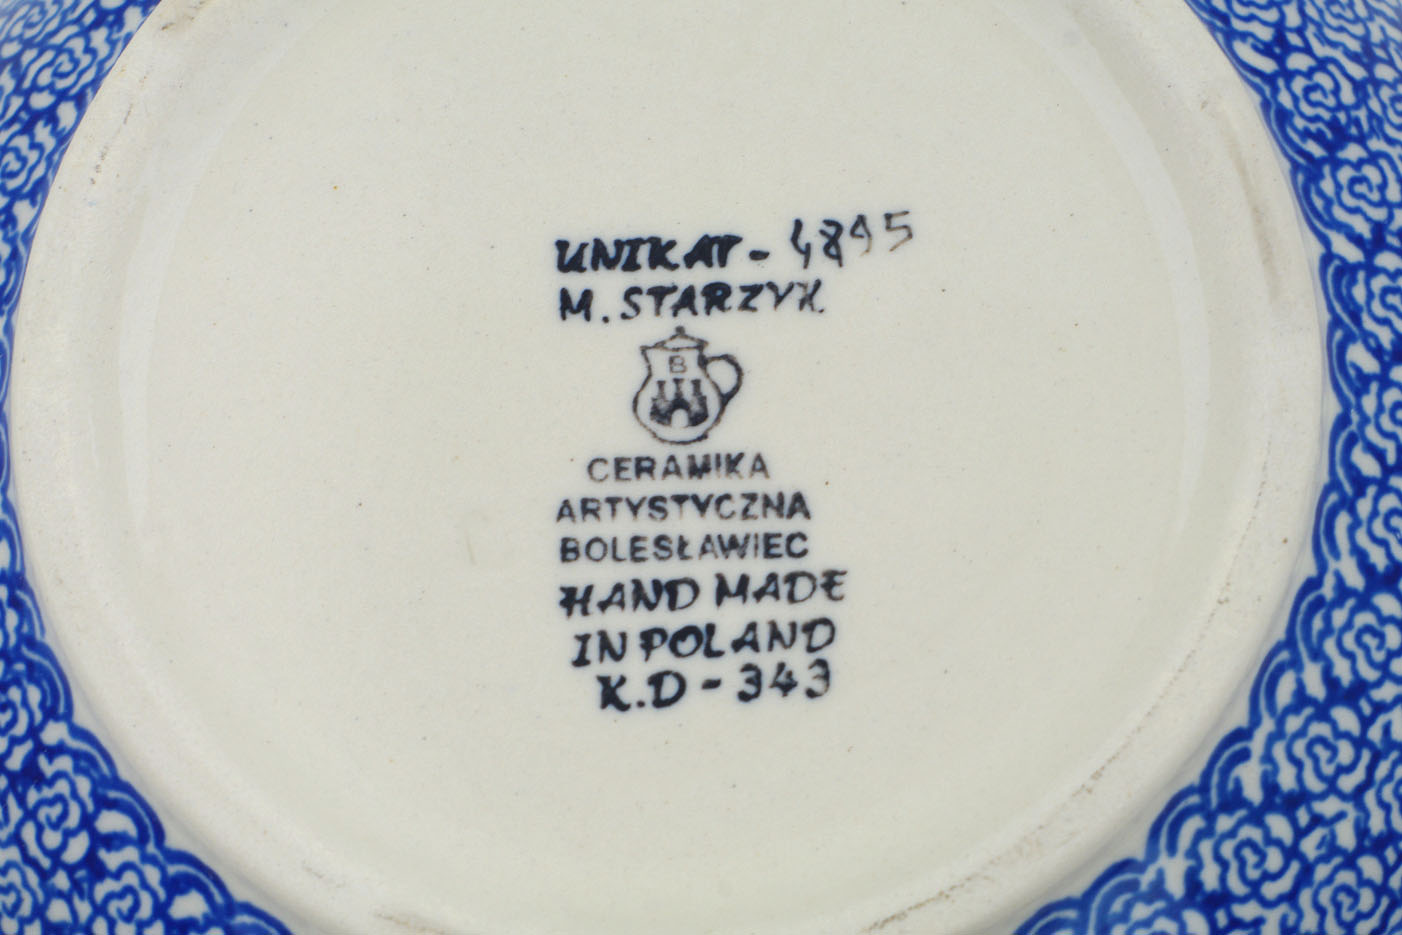 UNIKAT - 4895
M. STARZYK
B
CERAMIKA
ARTYSTYCZNA
BOLESŁAWIEC
HAND MADE
IN POLAND
K.D - 343